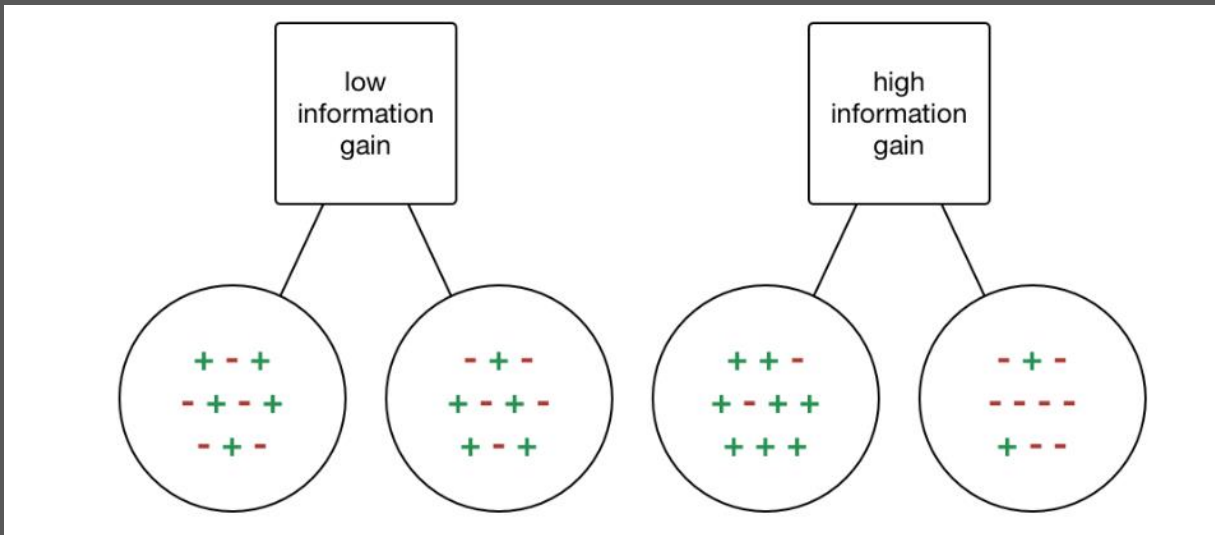 low
information
gain
high
information
gain
+ - +
- + - +
- + -
- + -
+ - + -
+ - +
+ + -
+ - + +
+ + +
- + -
- - - -
+ - -